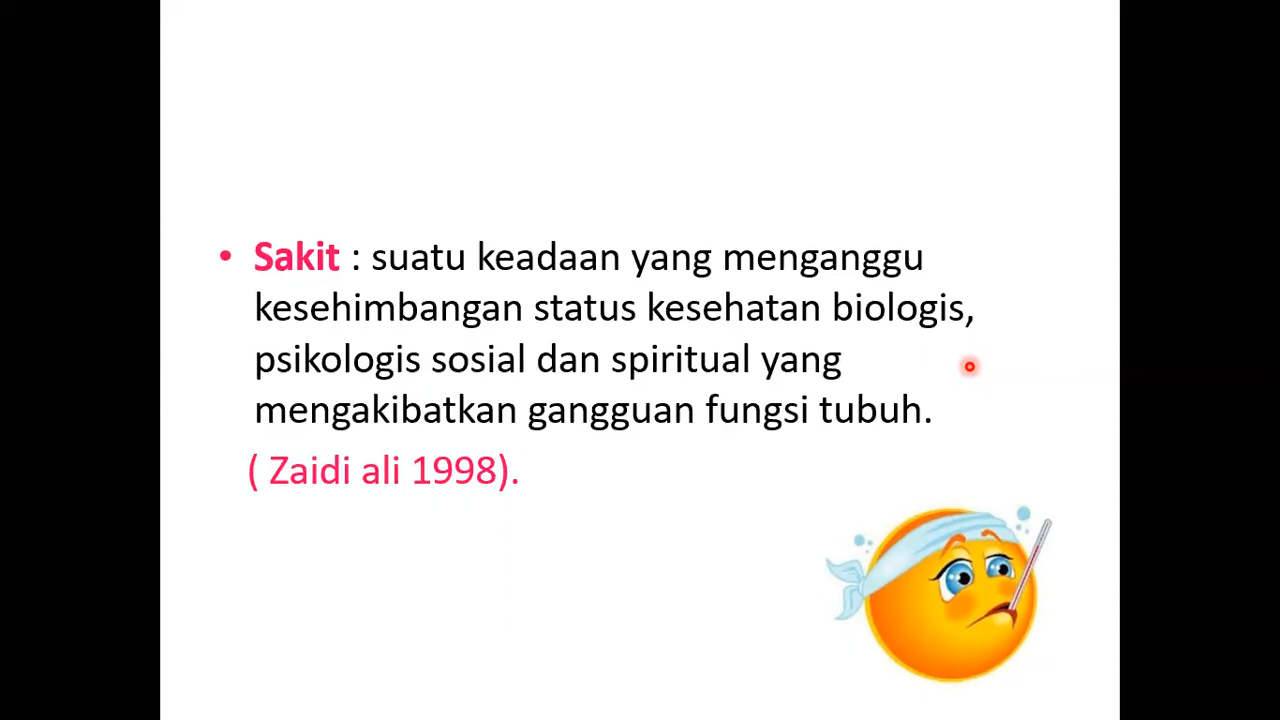 • Sakit : suatu keadaan yang menganggu
kesehimbangan status kesehatan biologis,
psikologis sosial dan spiritual yang
mengakibatkan gangguan fungsi tubuh.
( Zaidi ali 1998).